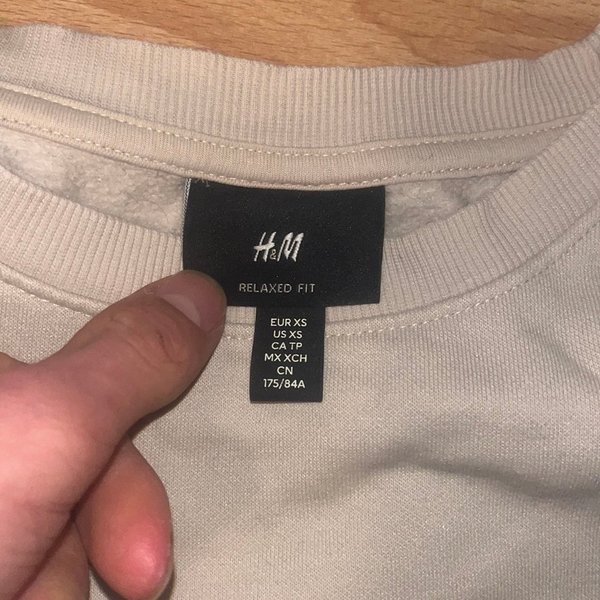 H&M
RELAXED FIT
EUR XS
US XS
CA TP
MX XCH
CN
175/84A